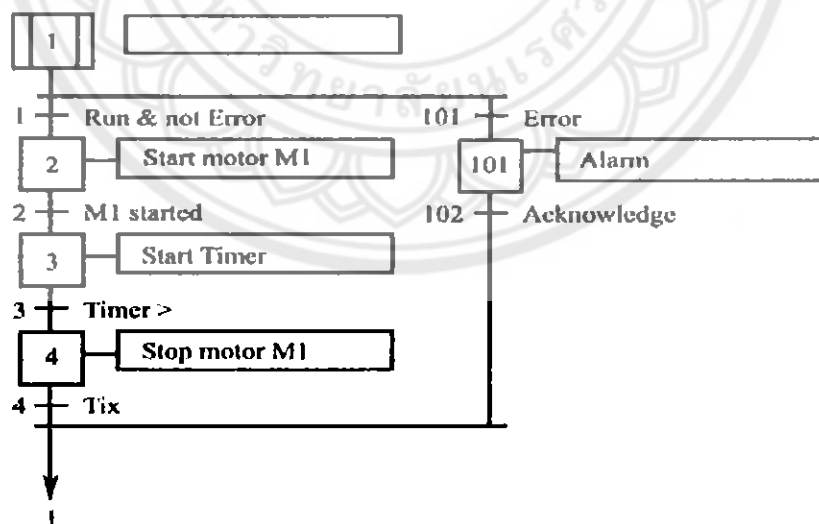 1
1 Run & not Error 101 Error
2 Start motor M1 101 Alarm
2 M1 started 102 Acknowledge
3 Start Timer
3 Timer >
4 Stop motor M1
4 Tix
1